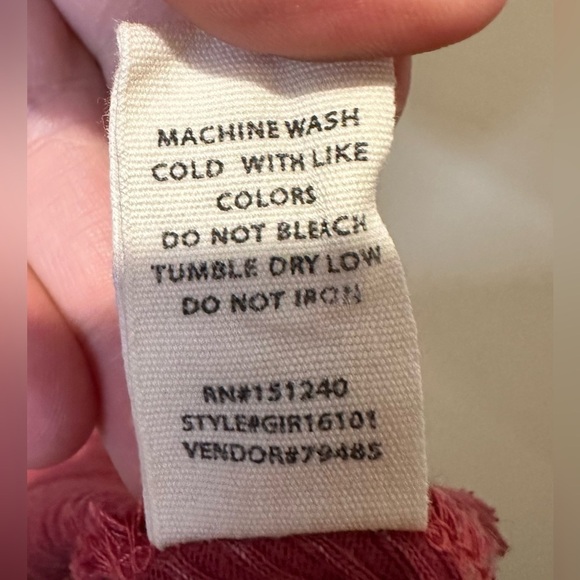 MACHINE WASH
COLD WITH LIKE
COLORS
DO NOT BLEACH
TUMBLE DRY LOW
DO NOT IRON
RN#151240
STYLE#GIR16101
VENDOR#79485